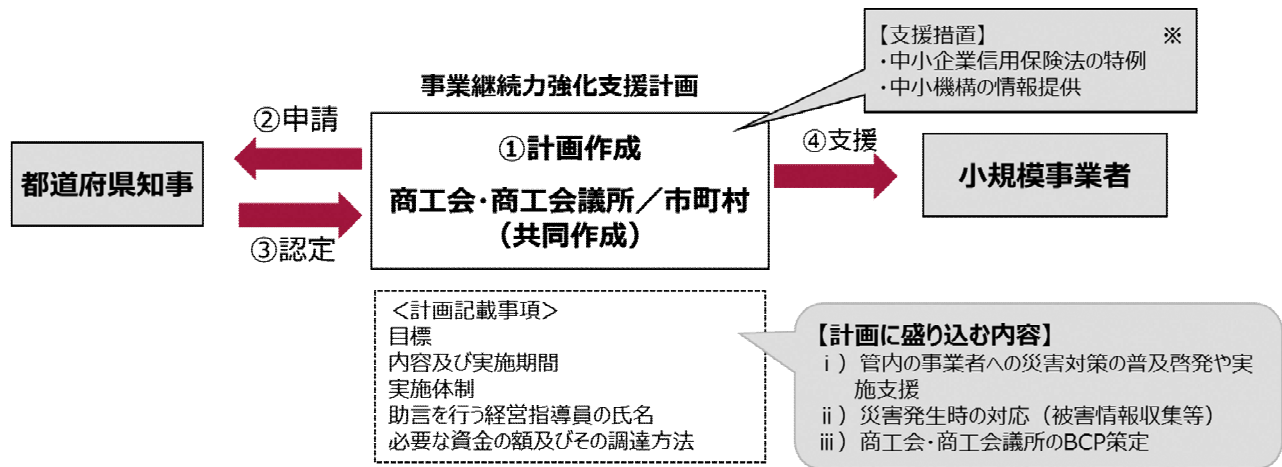 【支援措置】 ※
・中小企業信用保険法の特例
・中小機構の情報提供
事業継続力強化支援計画
②申請
①計画作成
④支援
都道府県知事
商工会・商工会議所／市町村
（共同作成）
小規模事業者
③認定
＜計画記載事項＞
目標
内容及び実施期間
実施体制
助言を行う経営指導員の氏名
必要な資金の額及びその調達方法
【計画に盛り込む内容】
ⅰ）管内の事業者への災害対策の普及啓発や実
施支援
ⅱ）災害発生時の対応（被害情報収集等）
ⅲ）商工会・商工会議所のBCP策定